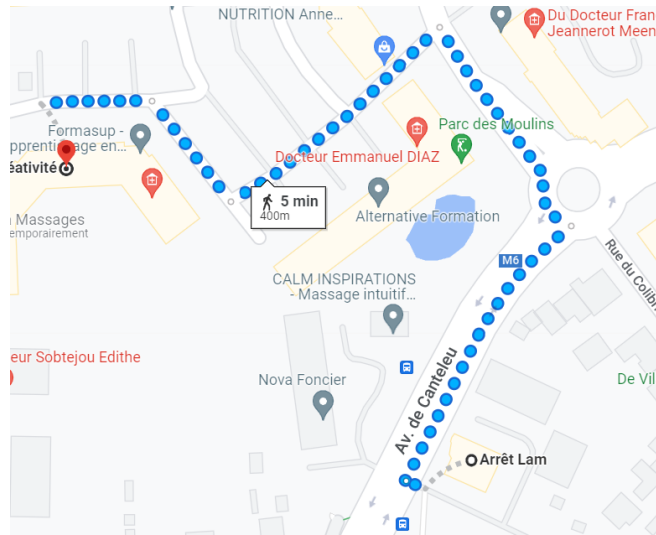 NUTRITION Anne...
Du Docteur Fran
Jeannerot Meen
Formasup -
pprentissage en...
Parc des Moulins
Docteur Emmanuel DIAZ
éativité
5 min
400m
Alternative Formation
Massages
emporairement
M6
Rue du Colibri
CALM INSPIRATIONS
- Massage intuitif...
eur Sobtejou Edithe
Av. de Canteleu
Nova Foncier
De Vil
Arrêt Lam